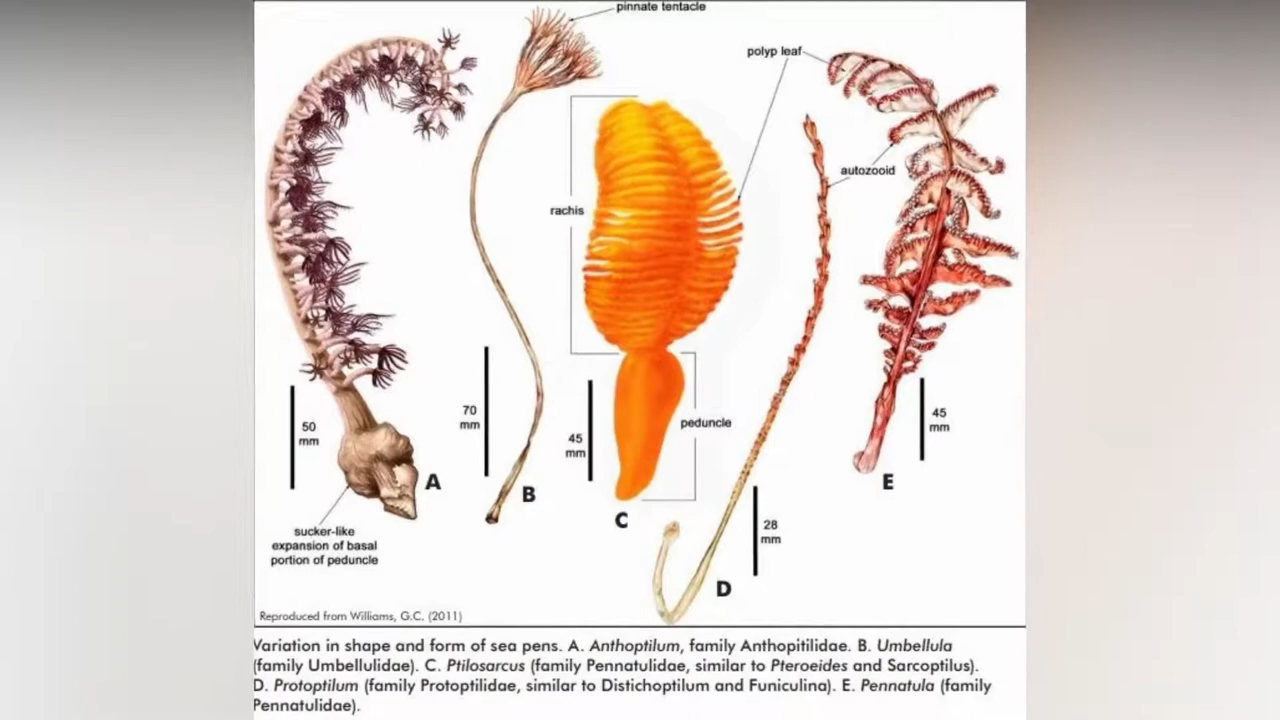 pinnate tentacle
polyp leaf
autozooid
rachis
peduncle
50
mm
70
mm
45
mm
28
mm
45
mm
A
B
C
D
E
sucker-like
expansion of basal
portion of peduncle
Reproduced from Williams, G.C. (2011)
Variation in shape and form of sea pens. A. Anthoptilum, family Anthopitilidae. B. Umbellula
(family Umbellulidae). C. Ptilosarcus (family Pennatulidae, similar to Pteroeides and Sarcoptilus).
D. Protoptilum (family Protoptilidae, similar to Distichoptilum and Funiculina). E. Pennatula (family
Pennatulidae).